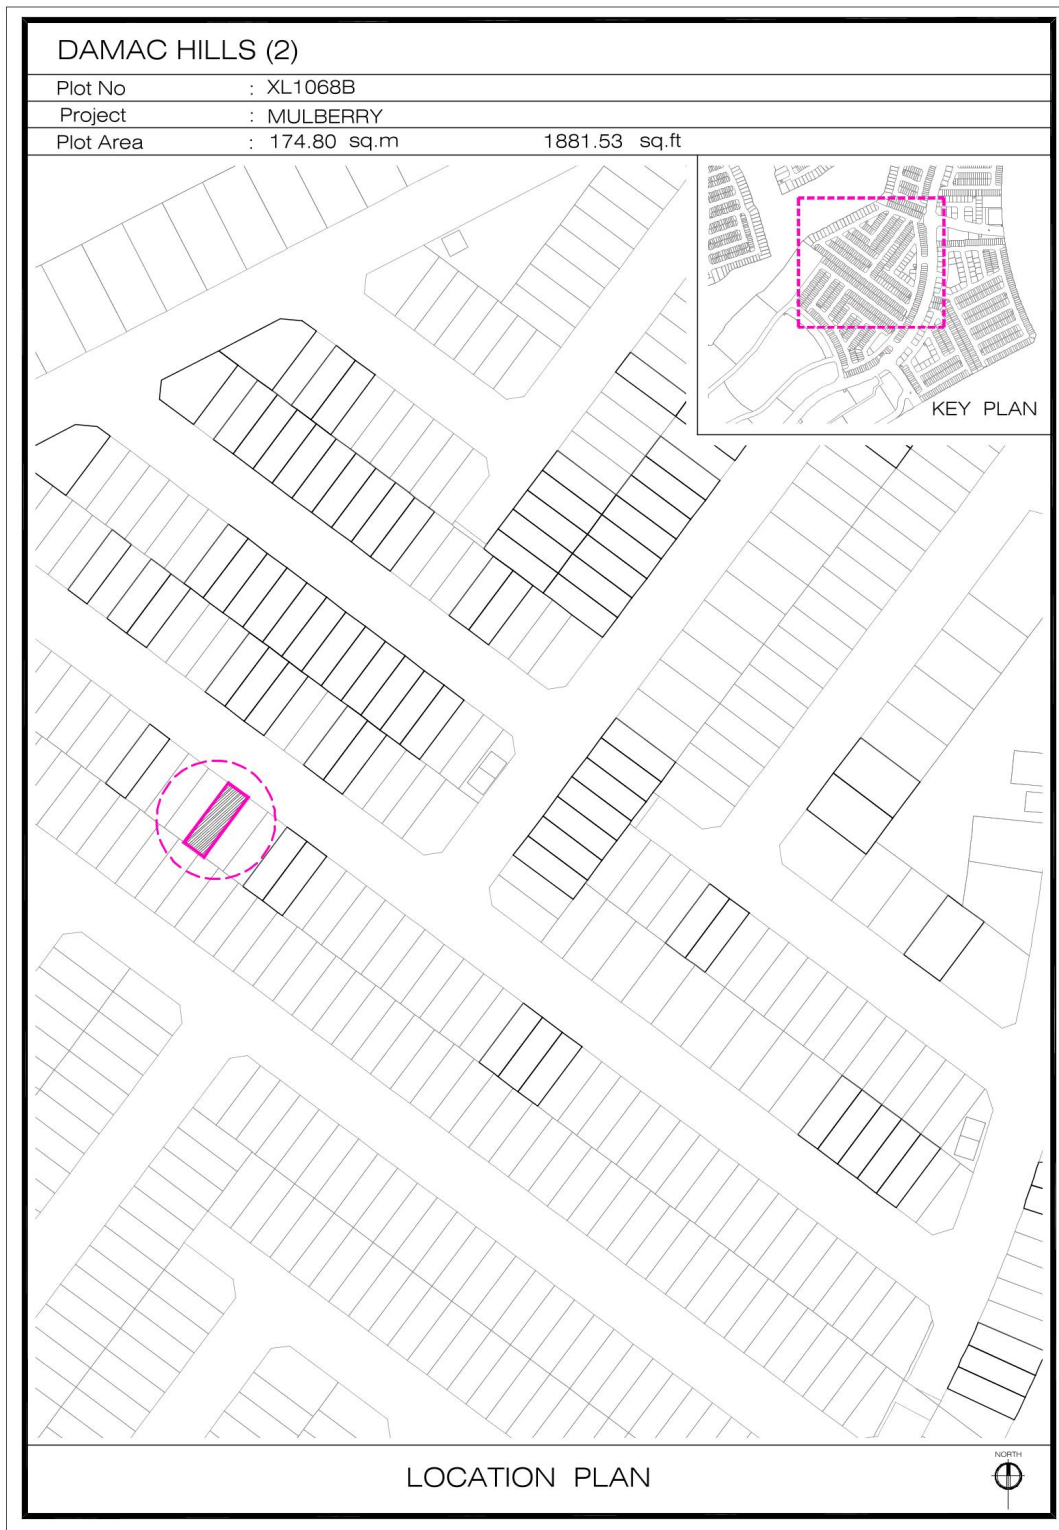 DAMAC HILLS (2)
Plot No : XL1068B
Project : MULBERRY
Plot Area : 174.80 sq.m 1881.53 sq.ft
KEY PLAN
LOCATION PLAN
NORTH